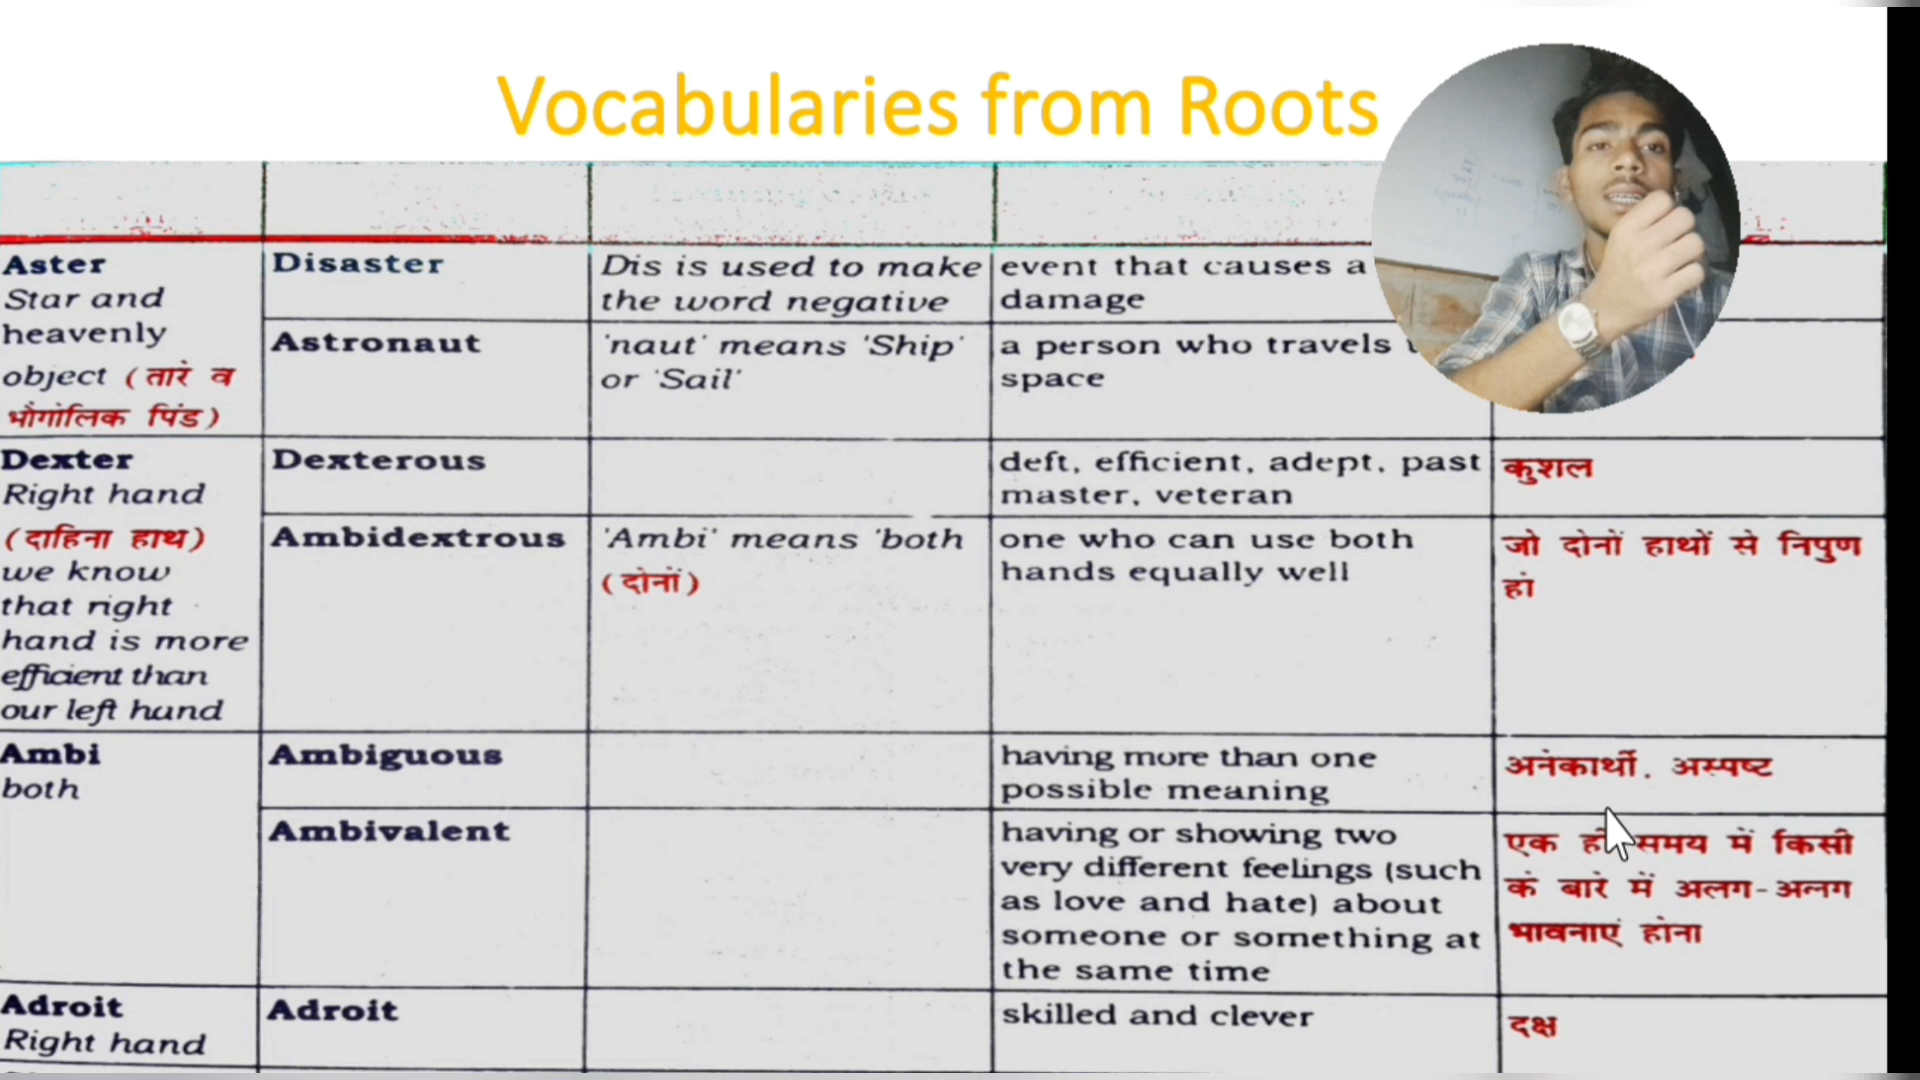 Vocabularies from Roots
Aster
Star and
heavenly
object (तारे व
भौगोलिक पिंड)
Disaster
Dis is used to make
the word negative
event that causes a
damage
Astronaut
'naut' means 'Ship'
or 'Sail'
a person who travels
space
Dexter
Right hand
(दाहिना हाथ)
we know
that right
hand is more
efficient than
our left hand
Dexterous
deft, efficient, adept, past
master, veteran
कुशल
Ambidextrous
'Ambi' means 'both
(दोनों)
one who can use both
hands equally well
जो दोनों हाथों से निपुण
हो
Ambi
both
Ambiguous
having more than one
possible meaning
अनेकार्थी, अस्पष्ट
Ambivalent
having or showing two
very different feelings (such
as love and hate) about
someone or something at
the same time
एक ही समय में किसी
के बारे में अलग-अलग
भावनाएं होना
Adroit
Right hand
Adroit
skilled and clever
दक्ष